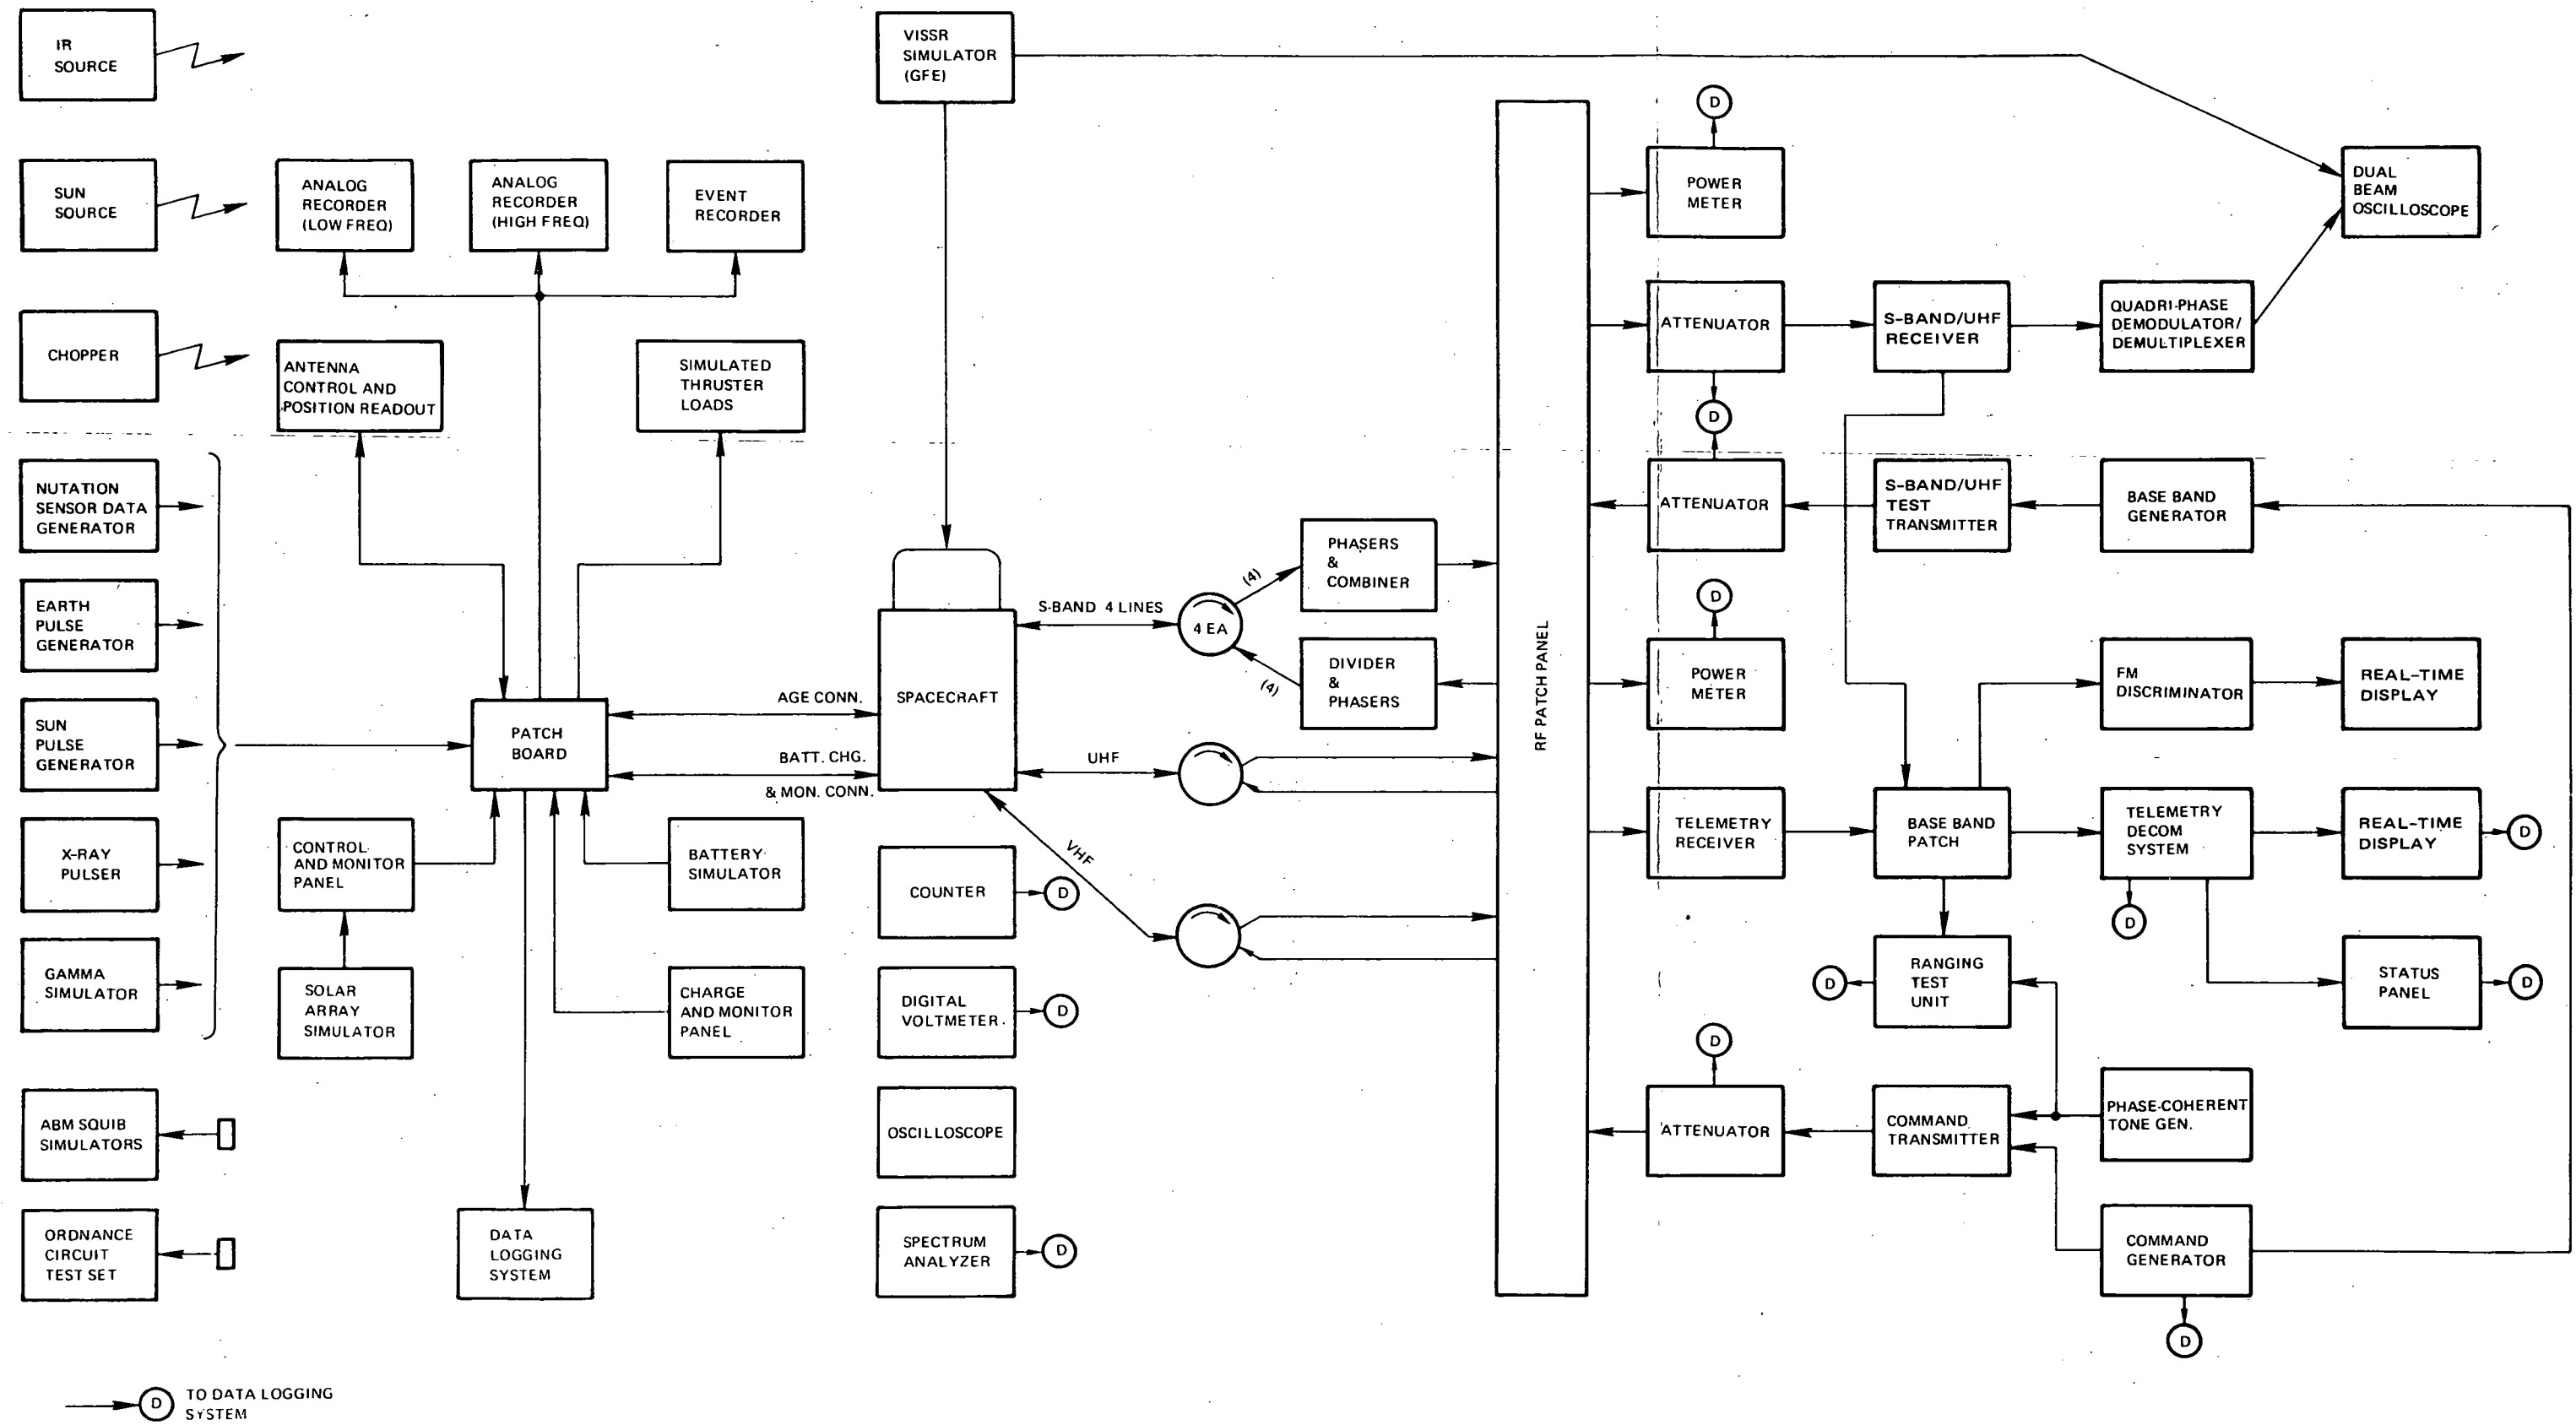 IR
SOURCE
VISSR
SIMULATOR
(GFE)
D
SUN
SOURCE
ANALOG
RECORDER
(LOW FREQ)
ANALOG
RECORDER
(HIGH FREQ)
EVENT
RECORDER
POWER
METER
DUAL
BEAM
OSCILLOSCOPE
CHOPPER
ANTENNA
CONTROL AND
POSITION READOUT
SIMULATED
THRUSTER
LOADS
ATTENUATOR
S-BAND/UHF
RECEIVER
QUADRI-PHASE
DEMODULATOR/
DEMULTIPLEXER
D
NUTATION
SENSOR DATA
GENERATOR
ATTENUATOR
S-BAND/UHF
TEST
TRANSMITTER
BASE BAND
GENERATOR
EARTH
PULSE
GENERATOR
S-BAND 4 LINES
4 EA
(4)
(4)
PHASERS
&
COMBINER
DIVIDER
&
PHASERS
RF PATCH PANEL
D
POWER
METER
FM
DISCRIMINATOR
REAL-TIME
DISPLAY
SUN
PULSE
GENERATOR
PATCH
BOARD
AGE CONN.
BATT. CHG.
& MON. CONN.
SPACECRAFT
UHF
VHF
X-RAY
PULSER
CONTROL
AND MONITOR
PANEL
BATTERY
SIMULATOR
COUNTER
D
TELEMETRY
RECEIVER
BASE BAND
PATCH
TELEMETRY
DECOM
SYSTEM
D
REAL-TIME
DISPLAY
D
GAMMA
SIMULATOR
SOLAR
ARRAY
SIMULATOR
CHARGE
AND MONITOR
PANEL
DIGITAL
VOLTMETER.
D
D
RANGING
TEST
UNIT
STATUS
PANEL
D
D
ABM SQUIB
SIMULATORS
OSCILLOSCOPE
ATTENUATOR
COMMAND
TRANSMITTER
PHASE-COHERENT
TONE GEN.
ORDNANCE
CIRCUIT
TEST SET
DATA
LOGGING
SYSTEM
SPECTRUM
ANALYZER
D
COMMAND
GENERATOR
D
D
TO DATA LOGGING
SYSTEM